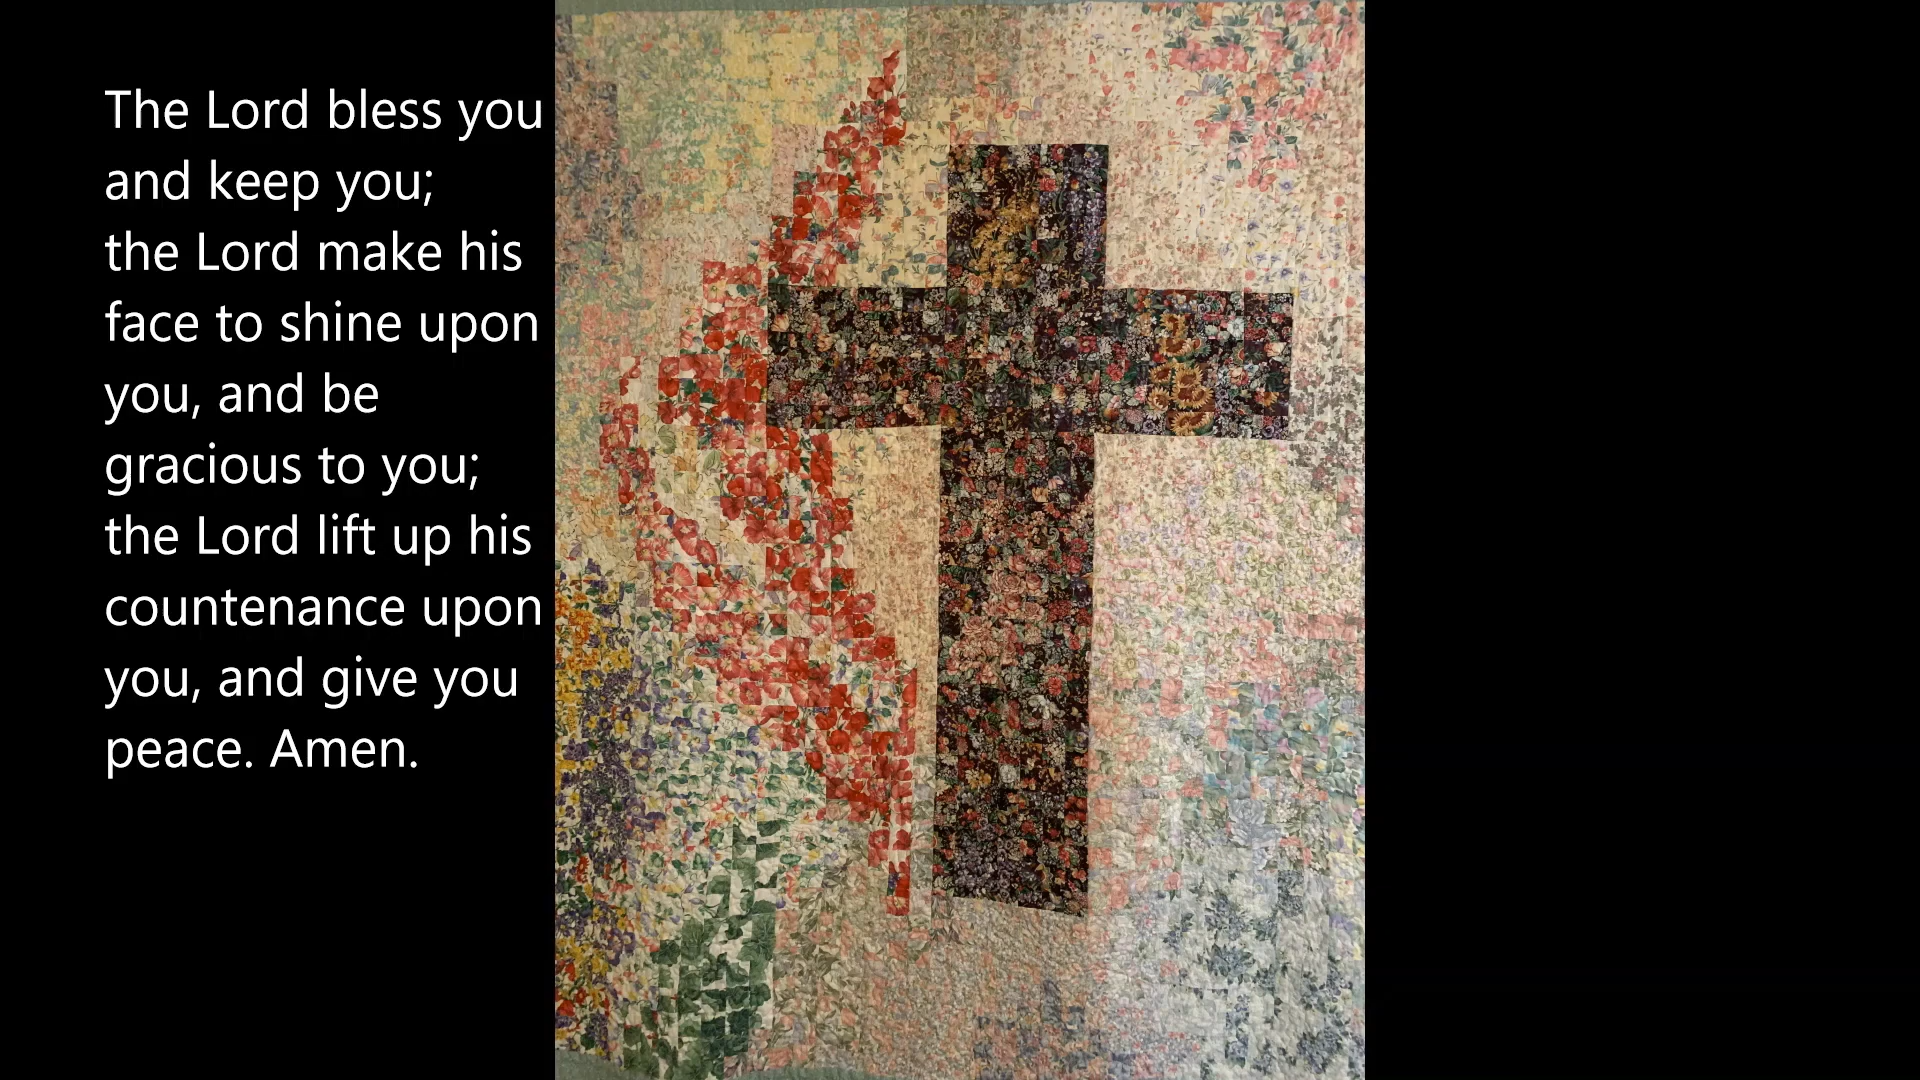 The Lord bless you
and keep you;
the Lord make his
face to shine upon
you, and be
gracious to you;
the Lord lift up his
countenance upon
you, and give you
peace. Amen.